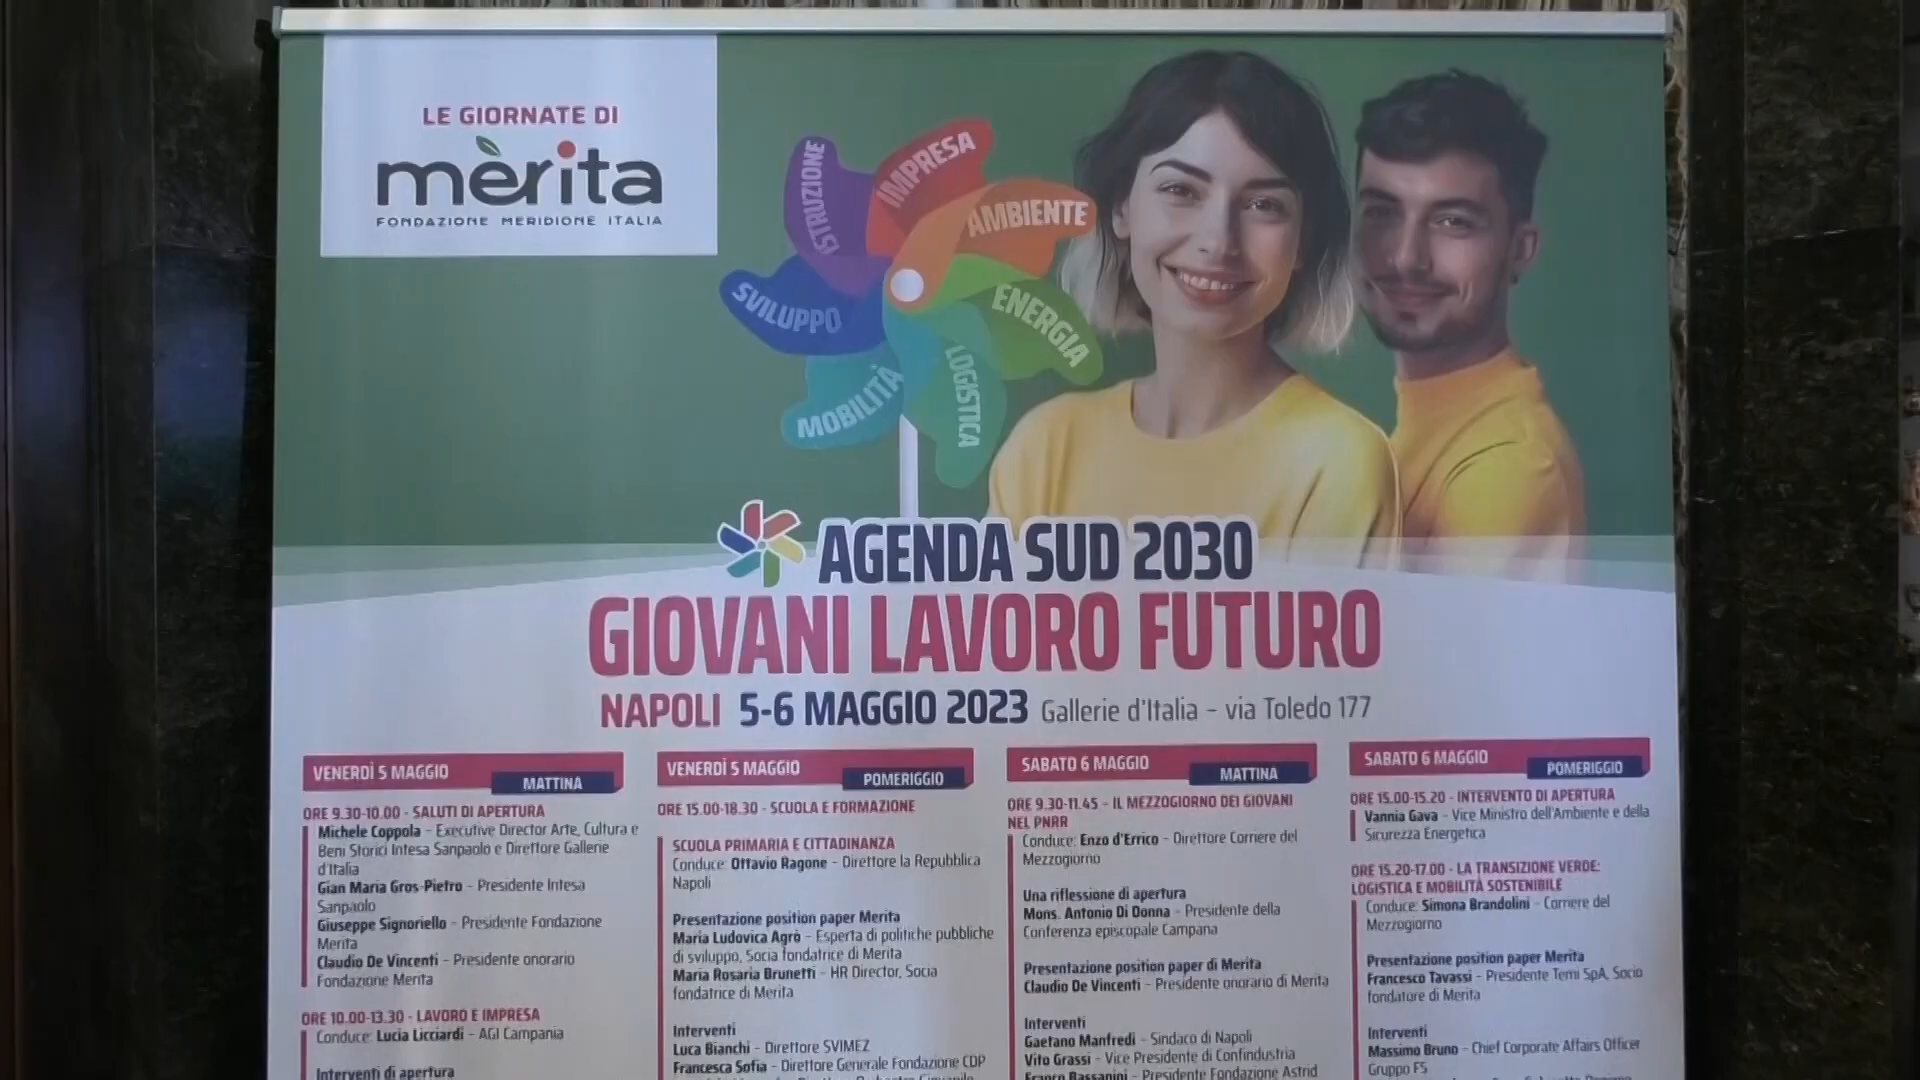 LE GIORNATE DI
mèrita
FONDAZIONE MERIDIONE ITALIA
ISTRUZIONE
IMPRESA
AMBIENTE
ENERGIA
LOGISTICA
MOBILITÀ
SVILUPPO
AGENDA SUD 2030
GIOVANI LAVORO FUTURO
NAPOLI 5-6 MAGGIO 2023 Gallerie d'Italia – via Toledo 177
VENERDÌ 5 MAGGIO
MATTINA
ORE 9.30-10.00 - SALUTI DI APERTURA
Michele Coppola – Executive Director Arte, Cultura e
Beni Storici Intesa Sanpaolo e Direttore Gallerie
d'Italia
Gian Maria Gros-Pietro – Presidente Intesa
Sanpaolo
Giuseppe Signoriello – Presidente Fondazione
Merita
Claudio De Vincenti – Presidente onorario
Fondazione Merita
ORE 10.00-13.30 - LAVORO E IMPRESA
Conduce: Lucia Licciardi – AGI Campania
Interventi di apertura
VENERDÌ 5 MAGGIO
POMERIGGIO
ORE 15.00-18.30 - SCUOLA E FORMAZIONE
SCUOLA PRIMARIA E CITTADINANZA
Conduce: Ottavio Ragone – Direttore la Repubblica
Napoli
Presentazione position paper Merita
Maria Ludovica Agrò – Esperta di politiche pubbliche
di sviluppo, Socia fondatrice di Merita
Maria Rosaria Brunetti – HR Director, Socia
fondatrice di Merita
Interventi
Luca Bianchi – Direttore SVIMEZ
Francesca Sofia – Direttore Generale Fondazione CDP
SABATO 6 MAGGIO
MATTINA
ORE 9.30-11.45 – IL MEZZOGIORNO DEI GIOVANI
NEL PNRR
Conduce: Enzo d'Errico – Direttore Corriere del
Mezzogiorno
Una riflessione di apertura
Mons. Antonio Di Donna – Presidente della
Conferenza episcopale Campana
Presentazione position paper di Merita
Claudio De Vincenti – Presidente onorario di Merita
Interventi
Gaetano Manfredi – Sindaco di Napoli
Vito Grassi – Vice Presidente di Confindustria
Franco Bassanini – Presidente Fondazione Astrid
SABATO 6 MAGGIO
POMERIGGIO
ORE 15.00-15.20 - INTERVENTO DI APERTURA
Vannia Gava – Vice Ministro dell'Ambiente e della
Sicurezza Energetica
ORE 15.20-17.00 - LA TRANSIZIONE VERDE:
LOGISTICA E MOBILITÀ SOSTENIBILE
Conduce: Simona Brandolini – Corriere del
Mezzogiorno
Presentazione position paper Merita
Francesco Tavassi – Presidente Temi SpA, Socio
fondatore di Merita
Interventi
Massimo Bruno – Chief Corporate Affairs Officer
Gruppo FS